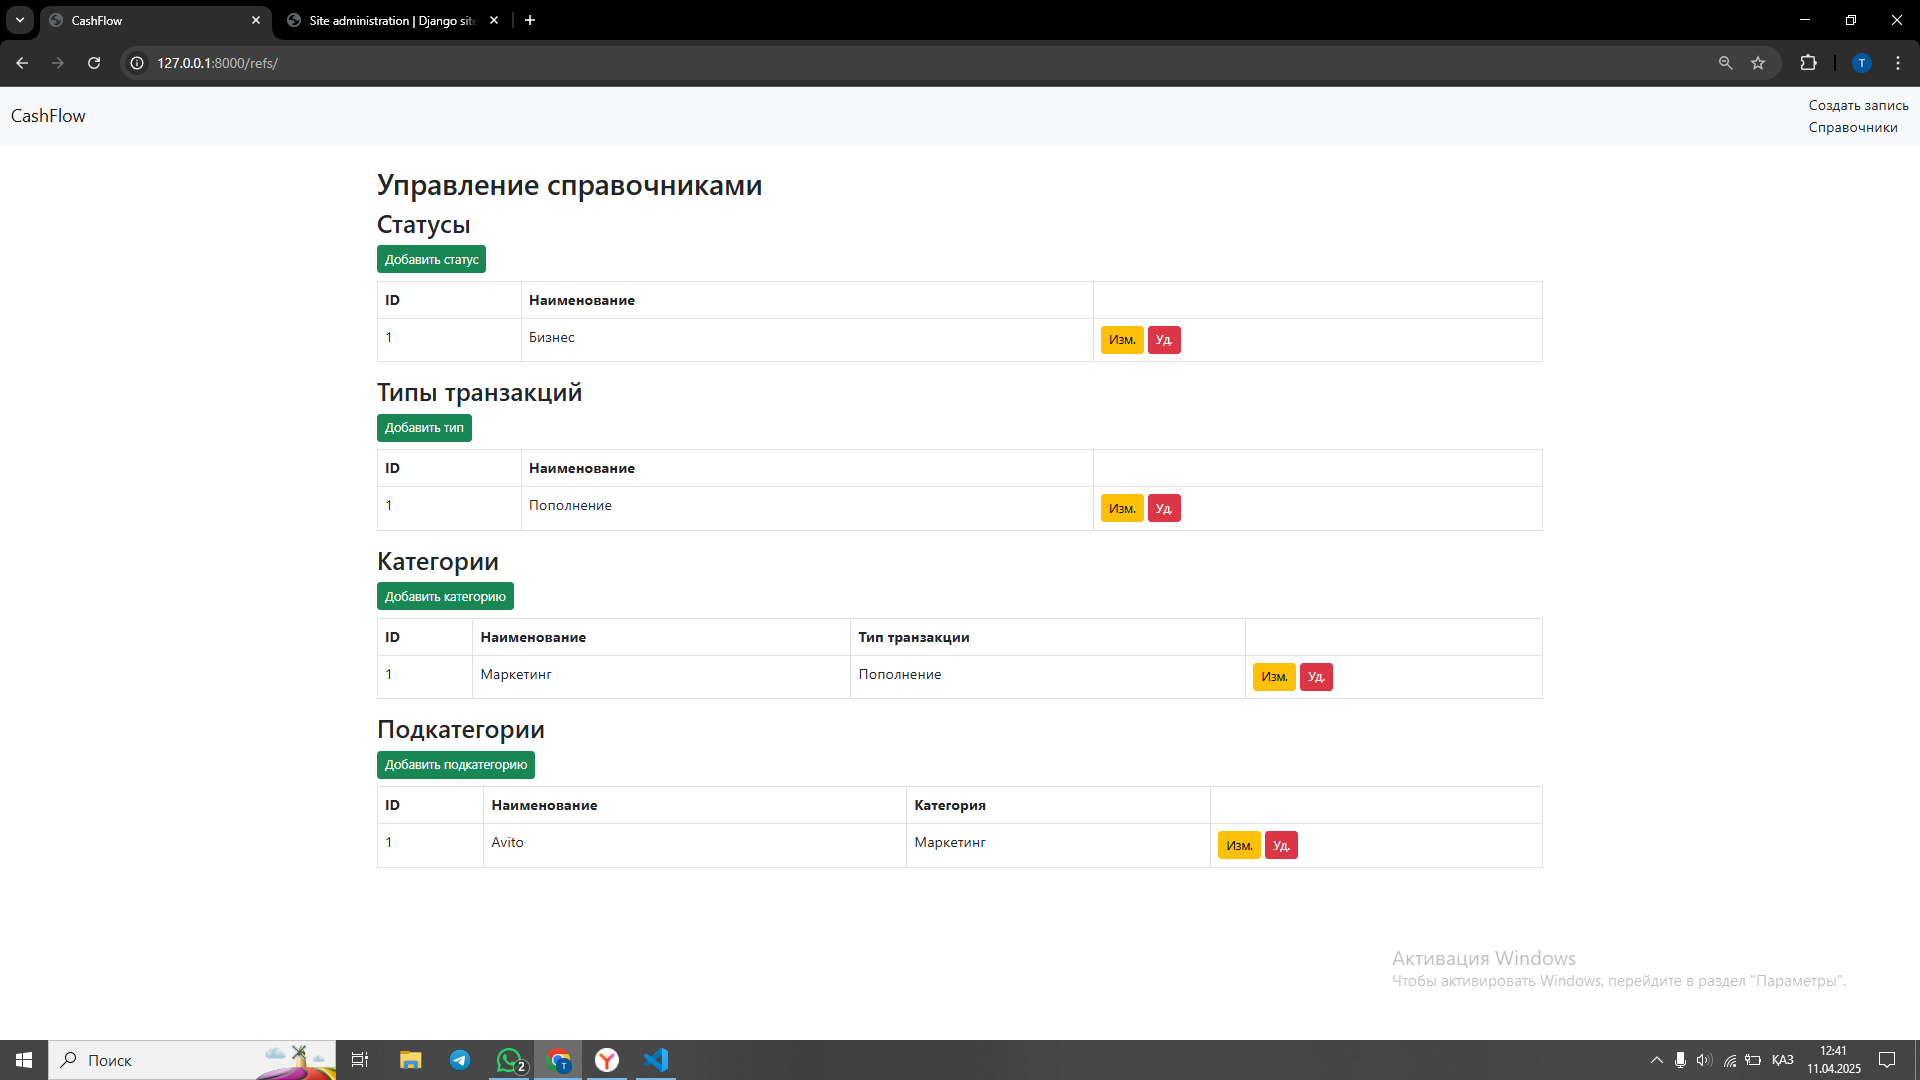 CashFlow
Site administration | Django site
127.0.0.1:8000/refs/
T
CashFlow
Создать запись
Справочники
Управление справочниками
Статусы
Добавить статус
ID Наименование
1 Бизнес Изм. Уд.
Типы транзакций
Добавить тип
ID Наименование
1 Пополнение Изм. Уд.
Категории
Добавить категорию
ID Наименование Тип транзакции
1 Маркетинг Пополнение Изм. Уд.
Подкатегории
Добавить подкатегорию
ID Наименование Категория
1 Avito Маркетинг Изм. Уд.
Активация Windows
Чтобы активировать Windows, перейдите в раздел "Параметры".
Поиск
2
T
ҚАЗ
12:41
11.04.2025